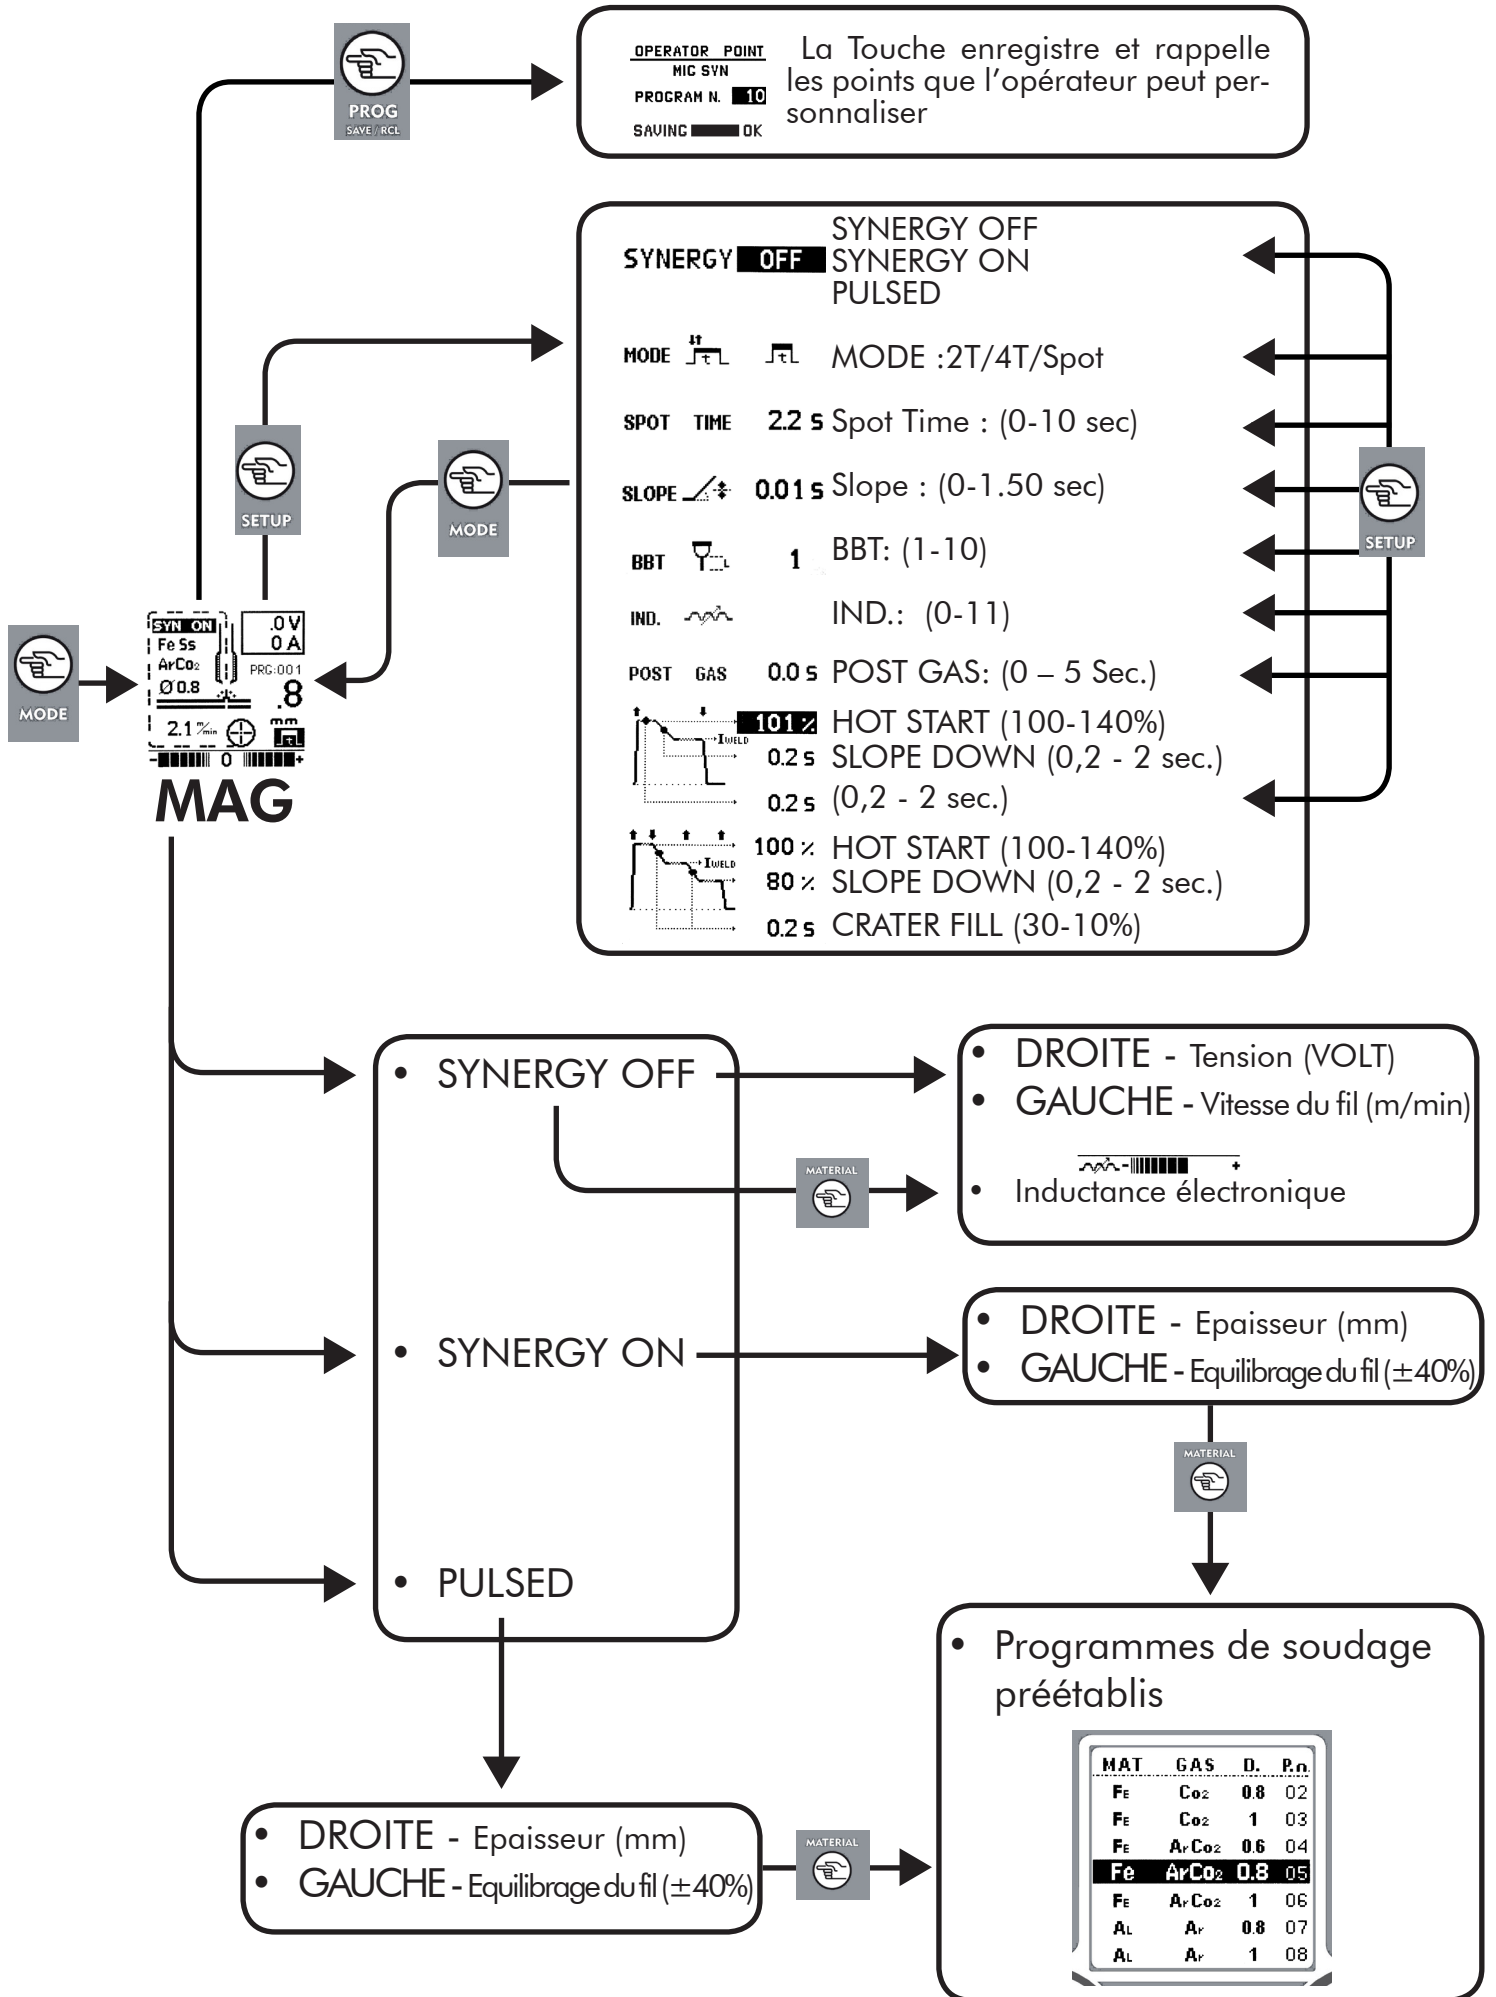 PROG
SAVE / RCL
OPERATOR POINT
MIG SYN
PROGRAM N. 10
SAVING OK
La Touche enregistre et rappelle
les points que l'opérateur peut per-
sonnaliser
SYNERGY OFF
SYNERGY OFF
SYNERGY ON
PULSED
MODE t t MODE :2T/4T/Spot
SPOT TIME 2.2 s Spot Time : (0-10 sec)
SLOPE 0.01 s Slope : (0-1.50 sec)
BBT L 1 BBT: (1-10)
IND. IND.: (0-11)
POST GAS 0.0 s POST GAS: (0 – 5 Sec.)
IWELD
101 % HOT START (100-140%)
0.2 s SLOPE DOWN (0,2 - 2 sec.)
0.2 s (0,2 - 2 sec.)
IWELD
100 % HOT START (100-140%)
80 % SLOPE DOWN (0,2 - 2 sec.)
0.2 s CRATER FILL (30-10%)
SETUP
MODE
SETUP
MODE
SYN ON .0 V
Fe Ss 0 A
ArCo2 PRG:001
Ø 0.8 .8
2.1 m/min mm
t
- 0 +
MAG
• SYNERGY OFF
• SYNERGY ON
• PULSED
• DROITE - Tension (VOLT)
• GAUCHE - Vitesse du fil (m/min)
- +
• Inductance électronique
MATERIAL
• DROITE - Epaisseur (mm)
• GAUCHE - Equilibrage du fil (±40%)
MATERIAL
• Programmes de soudage
préétablis
MAT GAS D. P.n.
FE Co2 0.8 02
FE Co2 1 03
FE ArCo2 0.6 04
Fe ArCo2 0.8 05
FE ArCo2 1 06
AL Ar 0.8 07
AL Ar 1 08
• DROITE - Epaisseur (mm)
• GAUCHE - Equilibrage du fil (±40%)
MATERIAL